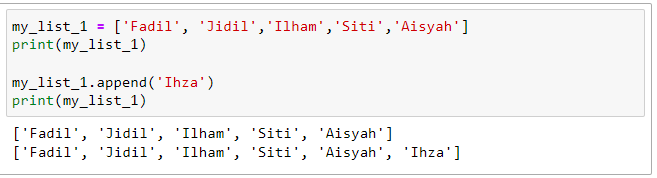 my_list_1 = ['Fadil', 'Jidil','Ilham','Siti','Aisyah']
print(my_list_1)
my_list_1.append('Ihza')
print(my_list_1)
['Fadil', 'Jidil', 'Ilham', 'Siti', 'Aisyah']
['Fadil', 'Jidil', 'Ilham', 'Siti', 'Aisyah', 'Ihza']